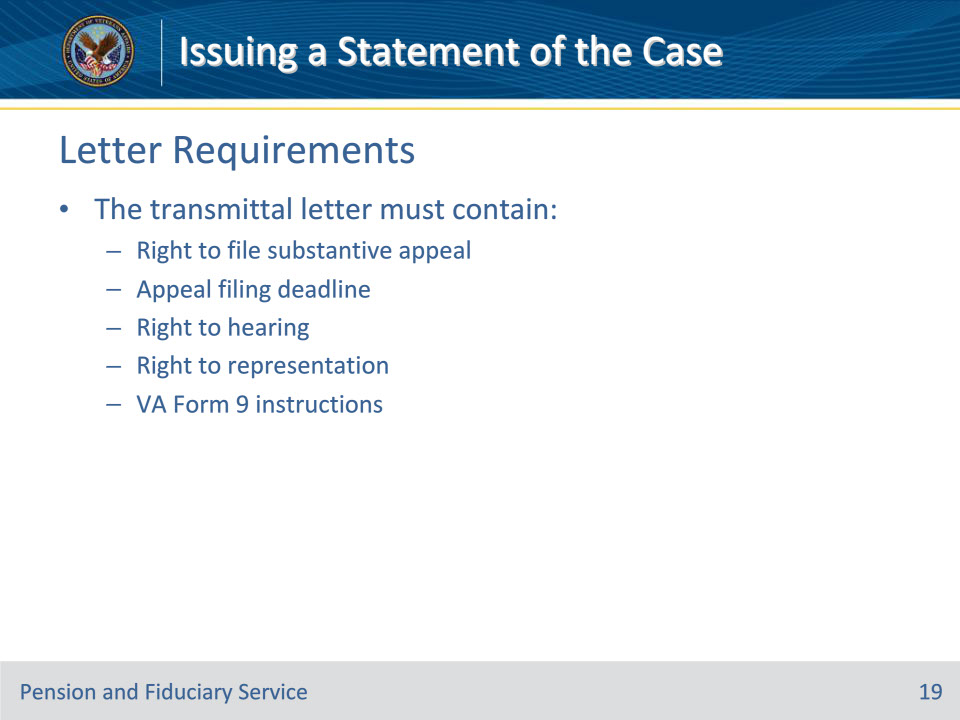 Issuing a Statement of the Case
Letter Requirements
• The transmittal letter must contain:
– Right to file substantive appeal
– Appeal filing deadline
– Right to hearing
– Right to representation
– VA Form 9 instructions
Pension and Fiduciary Service
19